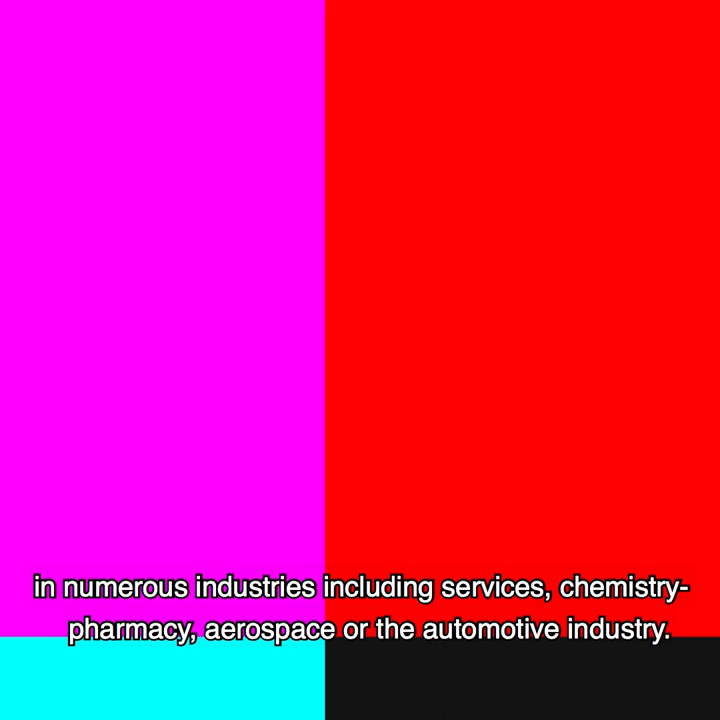 in numerous industries including services, chemistry-
pharmacy, aerospace or the automotive industry.